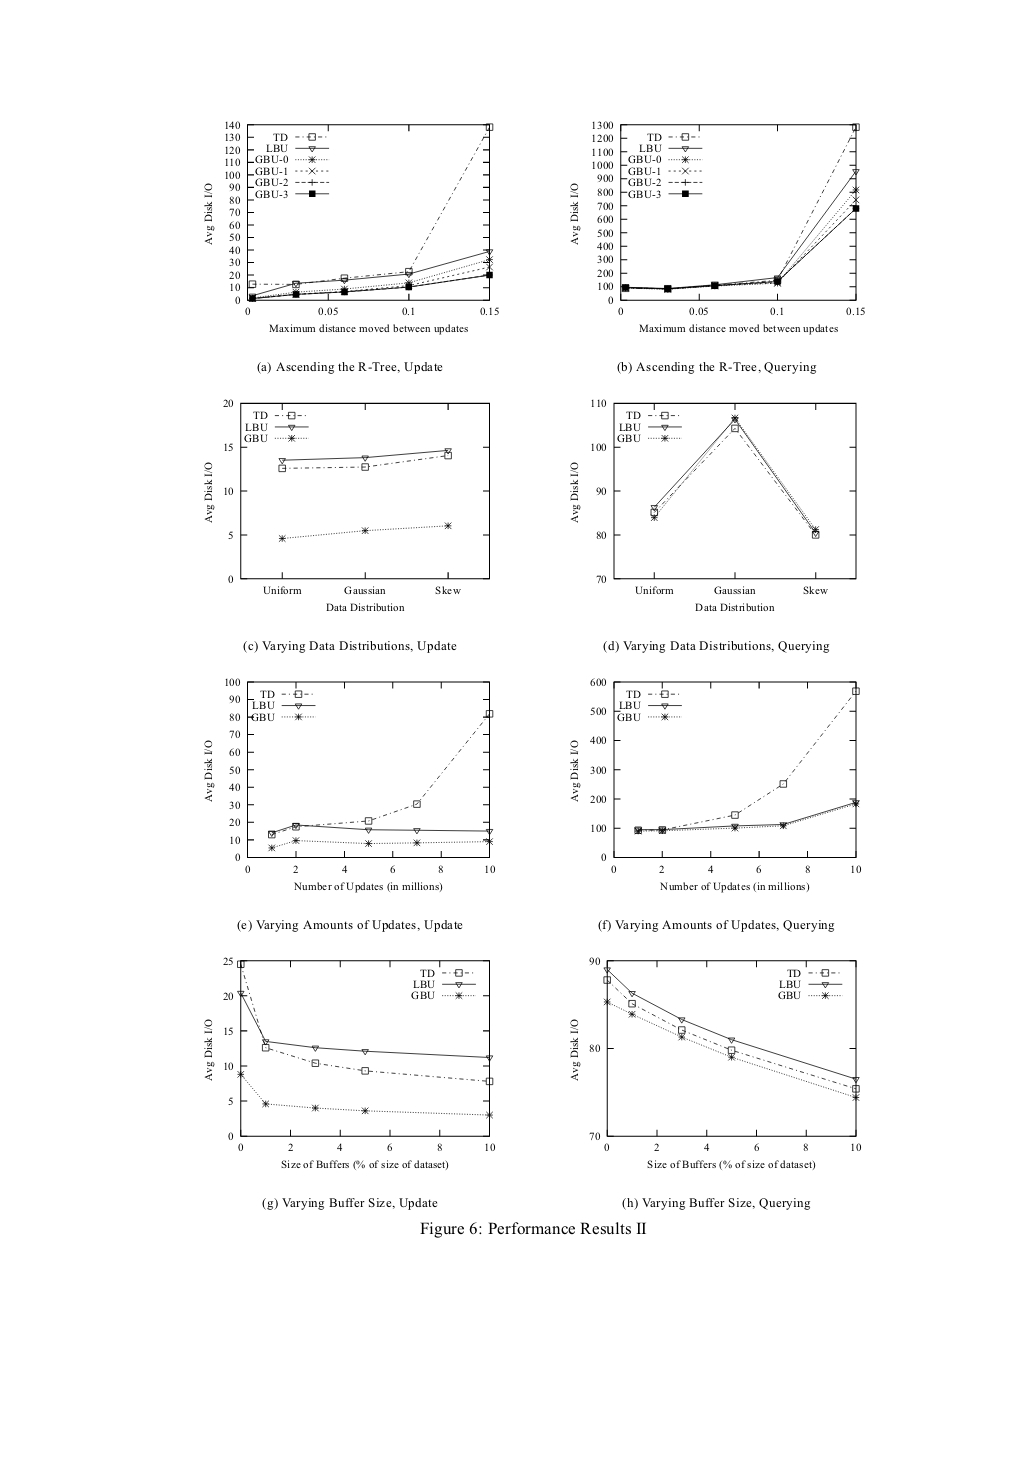 140
130
120
110
100
90
80
70
60
50
40
30
20
10
0
Avg Disk I/O
TD
LBU
GBU-0
GBU-1
GBU-2
GBU-3
0 0.05 0.1 0.15
Maximum distance moved between updates
(a) Ascending the R-Tree, Update
1300
1200
1100
1000
900
800
700
600
500
400
300
200
100
0
Avg Disk I/O
TD
LBU
GBU-0
GBU-1
GBU-2
GBU-3
0 0.05 0.1 0.15
Maximum distance moved between updates
(b) Ascending the R-Tree, Querying
20
15
10
5
0
Avg Disk I/O
TD
LBU
GBU
Uniform Gaussian Skew
Data Distribution
(c) Varying Data Distributions, Update
110
100
90
80
70
Avg Disk I/O
TD
LBU
GBU
Uniform Gaussian Skew
Data Distribution
(d) Varying Data Distributions, Querying
100
90
80
70
60
50
40
30
20
10
0
Avg Disk I/O
TD
LBU
GBU
0 2 4 6 8 10
Number of Updates (in millions)
(e) Varying Amounts of Updates, Update
600
500
400
300
200
100
0
Avg Disk I/O
TD
LBU
GBU
0 2 4 6 8 10
Number of Updates (in millions)
(f) Varying Amounts of Updates, Querying
25
20
15
10
5
0
Avg Disk I/O
TD
LBU
GBU
0 2 4 6 8 10
Size of Buffers (% of size of dataset)
(g) Varying Buffer Size, Update
90
80
70
Avg Disk I/O
TD
LBU
GBU
0 2 4 6 8 10
Size of Buffers (% of size of dataset)
(h) Varying Buffer Size, Querying
Figure 6: Performance Results II